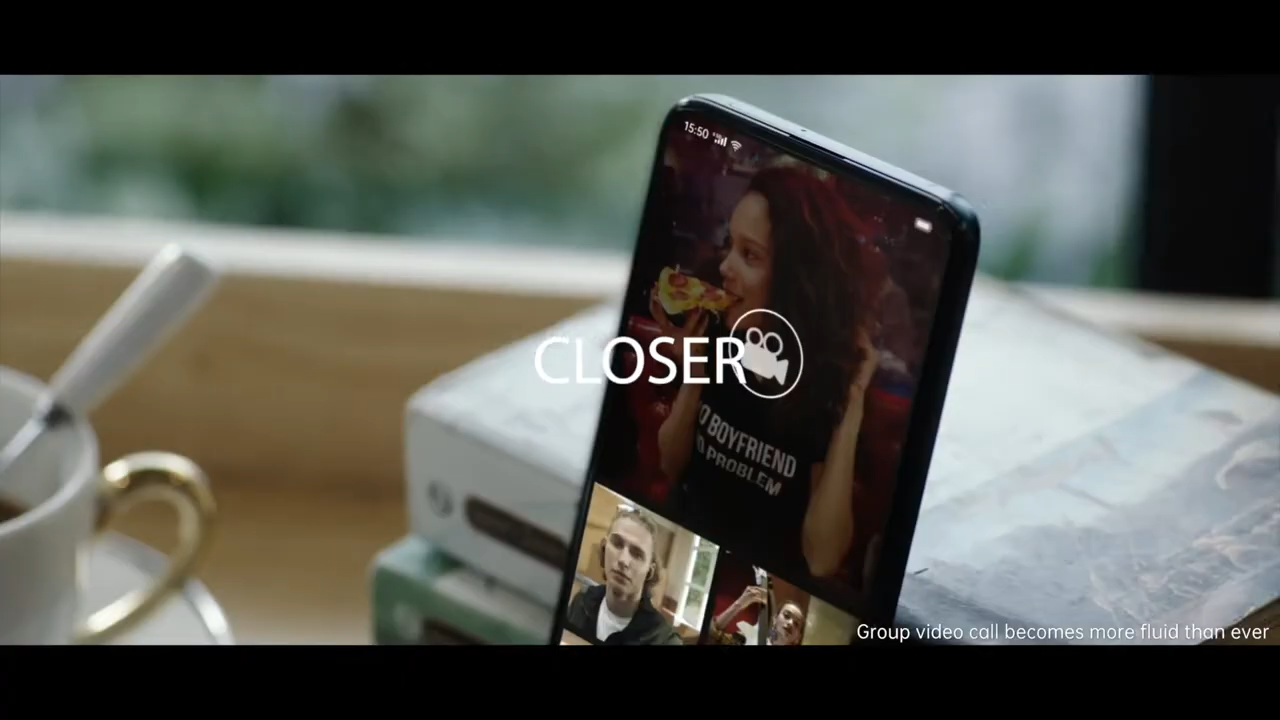 15:50
CLOSER
O BOYFRIEND
O PROBLEM
Group video call becomes more fluid than ever